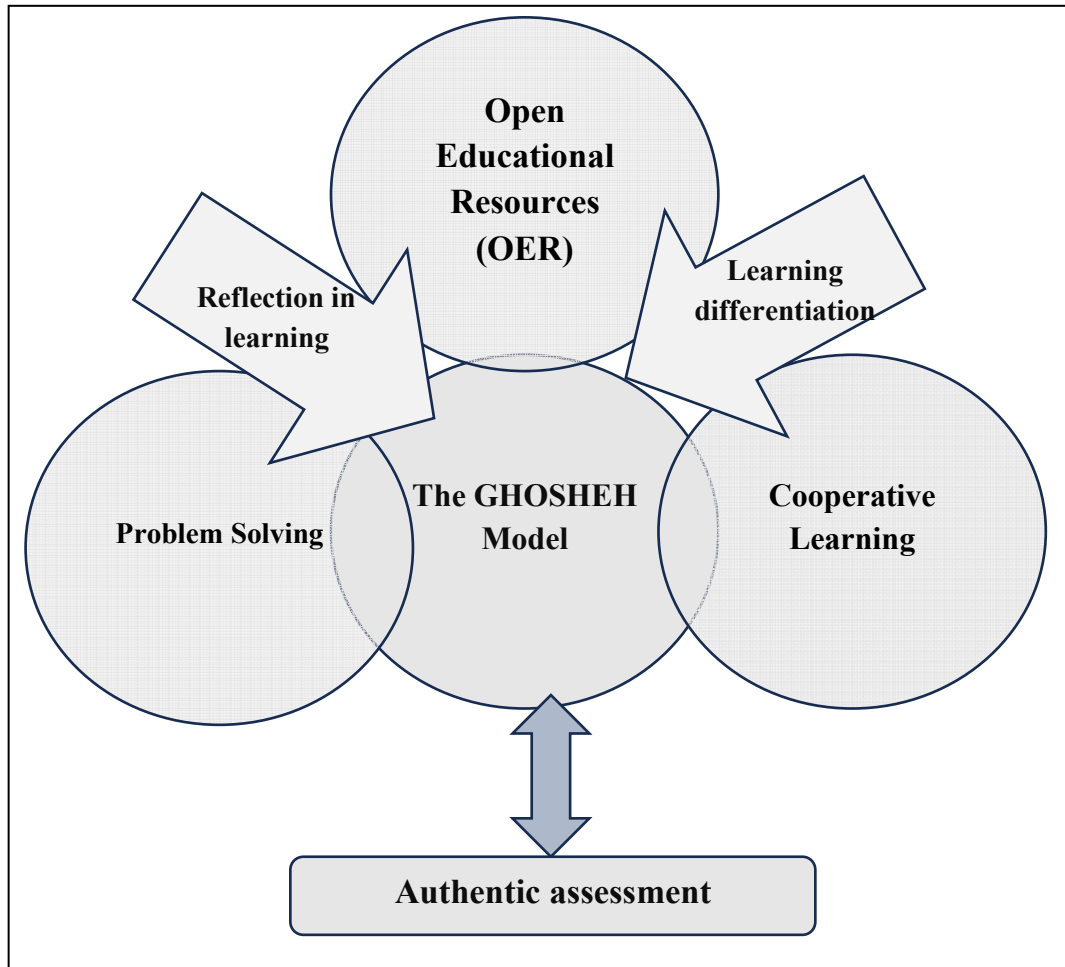 Open
Educational
Resources
(OER)
Reflection in
learning
Learning
differentiation
Problem Solving
The GHOSHEH
Model
Cooperative
Learning
Authentic assessment